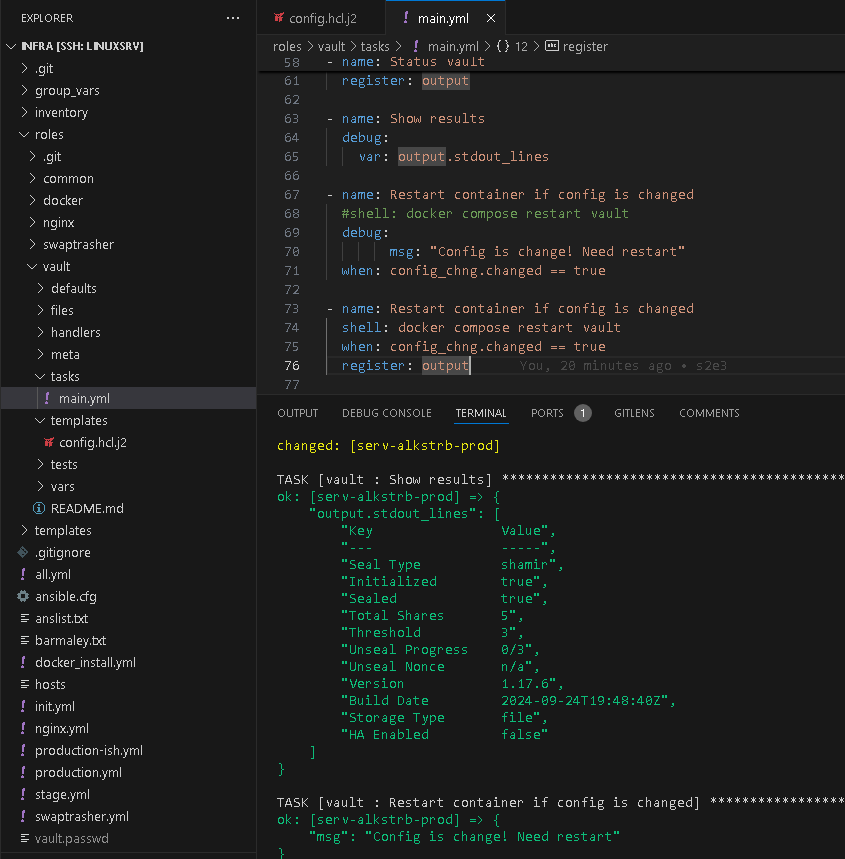 EXPLORER
...
INFRA [SSH: LINUXSRV]
.git
group_vars
inventory
roles
.git
common
docker
nginx
swaptrasher
vault
defaults
files
handlers
meta
tasks
main.yml
templates
config.hcl.j2
tests
vars
README.md
templates
.gitignore
all.yml
ansible.cfg
anslist.txt
barmaley.txt
docker_install.yml
hosts
init.yml
nginx.yml
production-ish.yml
production.yml
stage.yml
swaptrasher.yml
vault.passwd
config.hcl.j2 ! main.yml ×
roles > vault > tasks > ! main.yml > {} 12 > abc register
58 - name: Status vault
61 register: output
62
63 - name: Show results
64 debug:
65 var: output.stdout_lines
66
67 - name: Restart container if config is changed
68 #shell: docker compose restart vault
69 debug:
70 msg: "Config is change! Need restart"
71 when: config_chng.changed == true
72
73 - name: Restart container if config is changed
74 shell: docker compose restart vault
75 when: config_chng.changed == true
76 register: output You, 20 minutes ago • s2e3
77
OUTPUT DEBUG CONSOLE TERMINAL PORTS 1 GITLENS COMMENTS
changed: [serv-alkstrb-prod]
TASK [vault : Show results] ******************************************
ok: [serv-alkstrb-prod] => {
"output.stdout_lines": [
"Key Value",
"--- -----",
"Seal Type shamir",
"Initialized true",
"Sealed true",
"Total Shares 5",
"Threshold 3",
"Unseal Progress 0/3",
"Unseal Nonce n/a",
"Version 1.17.6",
"Build Date 2024-09-24T19:48:40Z",
"Storage Type file",
"HA Enabled false"
]
}
TASK [vault : Restart container if config is changed] *****************
ok: [serv-alkstrb-prod] => {
"msg": "Config is change! Need restart"
}